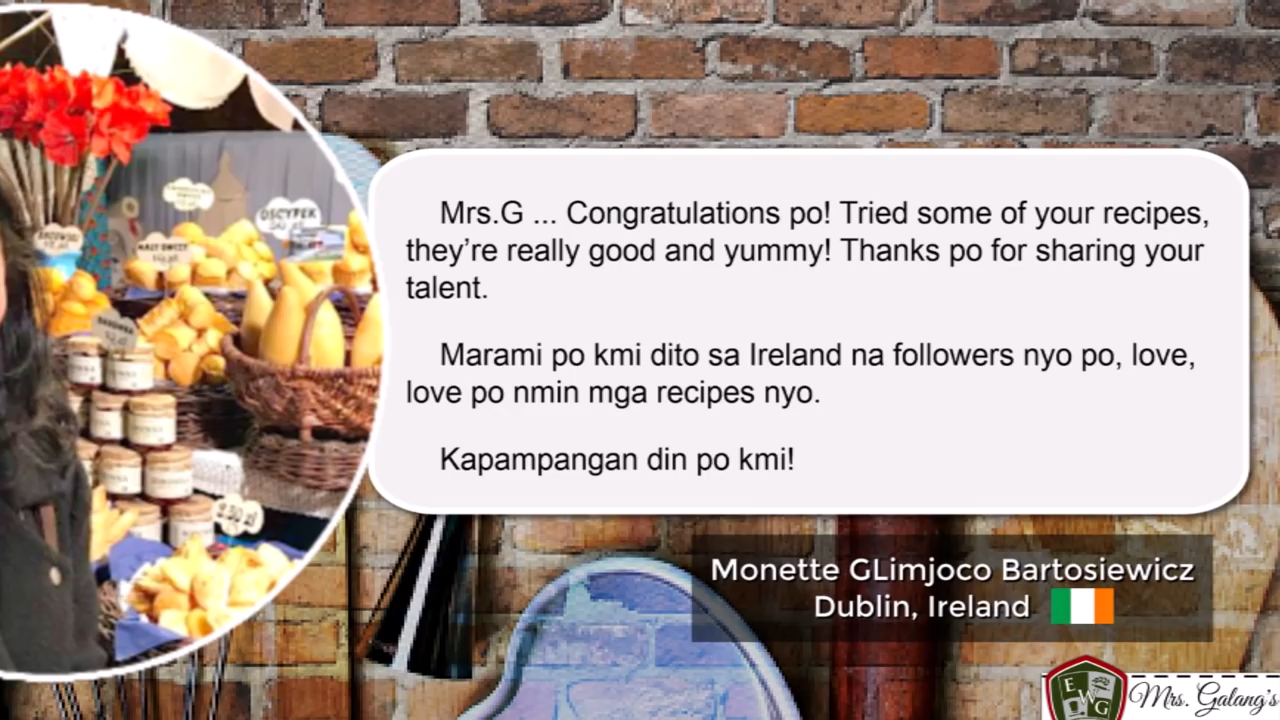 OSCYPEK
Mrs.G ... Congratulations po! Tried some of your recipes,
they’re really good and yummy! Thanks po for sharing your
talent.
Marami po kmi dito sa Ireland na followers nyo po, love,
love po nmin mga recipes nyo.
Kapampangan din po kmi!
Monette GLimjoco Bartosiewicz
Dublin, Ireland
EWG
Mrs. Galang's